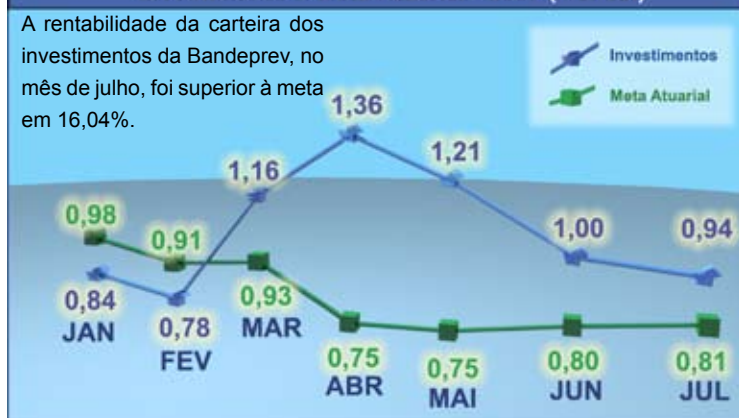 A rentabilidade da carteira dos
investimentos da Bandeprev, no
mês de julho, foi superior à meta
em 16,04%.
Investimentos
Meta Atuarial
1,36
1,16
1,21
0,98
0,91
1,00
0,94
0,84
0,78
0,93
0,75
0,75
0,80
0,81
JAN
FEV
MAR
ABR
MAI
JUN
JUL